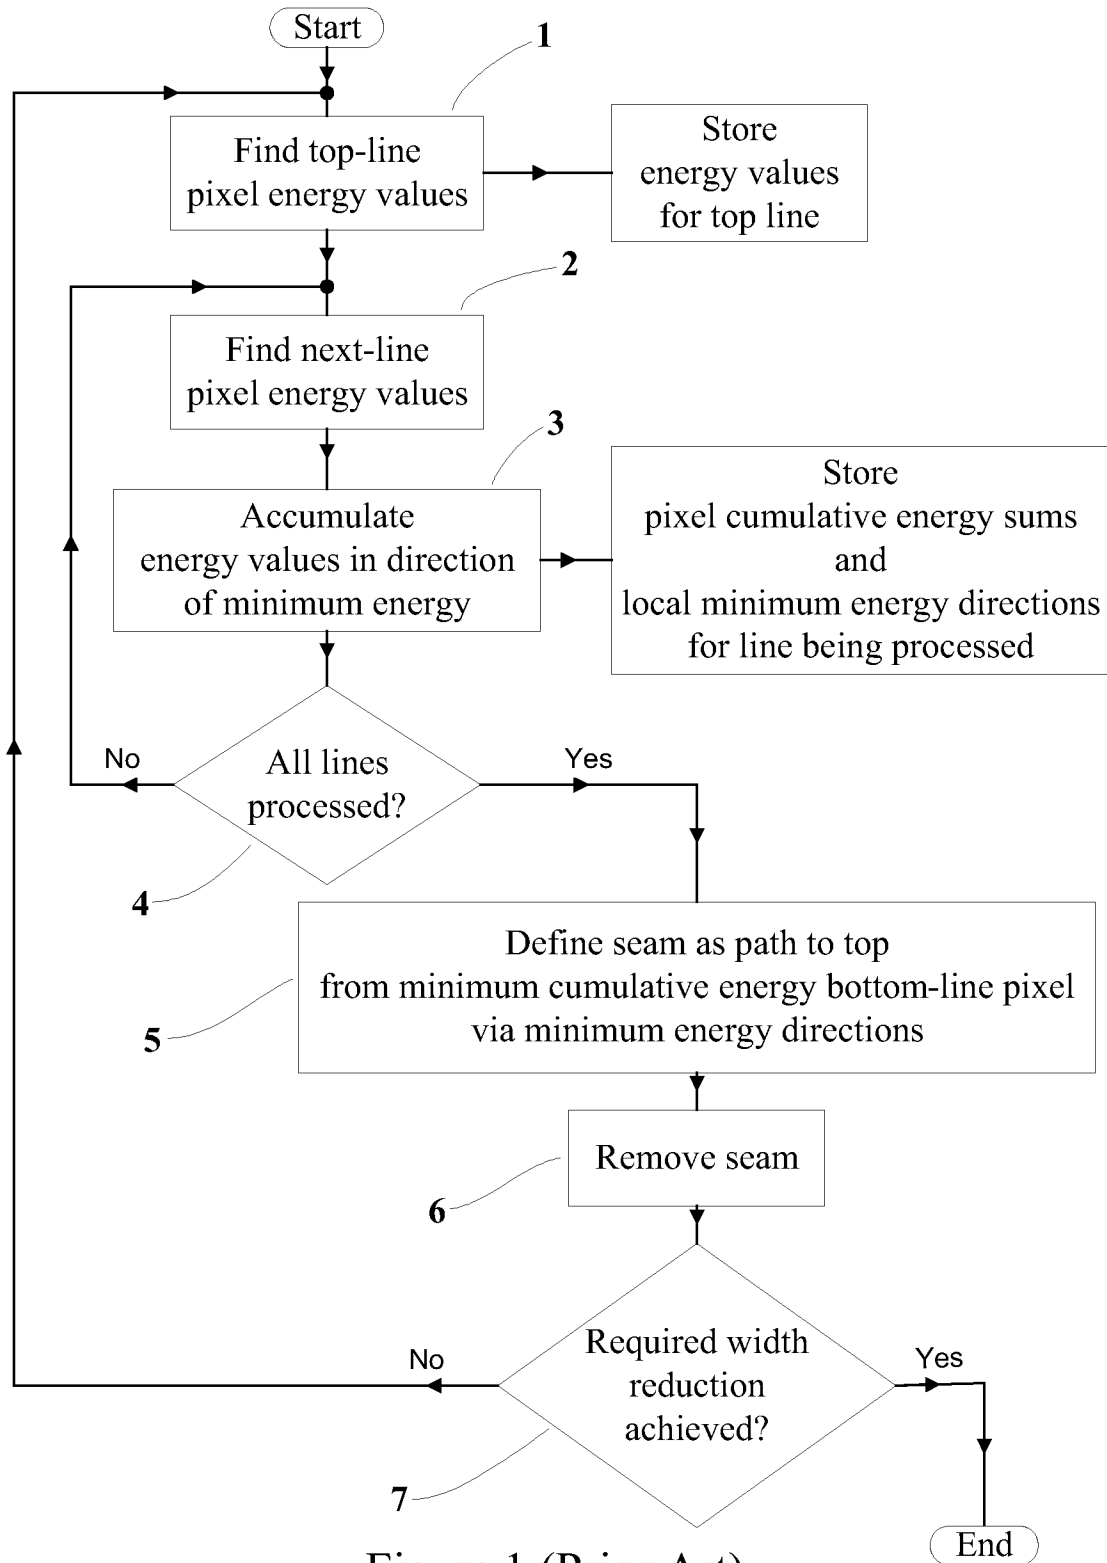 Start
1
Find top-line
pixel energy values
Store
energy values
for top line
2
Find next-line
pixel energy values
3
Accumulate
energy values in direction
of minimum energy
Store
pixel cumulative energy sums
and
local minimum energy directions
for line being processed
No
All lines
processed?
Yes
4
Define seam as path to top
from minimum cumulative energy bottom-line pixel
via minimum energy directions
5
Remove seam
6
No
Required width
reduction
achieved?
Yes
7
End
Figure 1 (Prior Art)